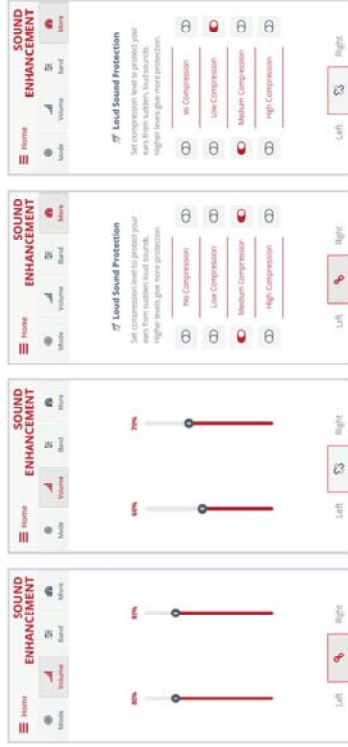 Home
SOUND
ENHANCEMENT
Mode Volume Band More
80% 80%
Left Right
Home
SOUND
ENHANCEMENT
Mode Volume Band More
60% 70%
Left Right
Home
SOUND
ENHANCEMENT
Mode Volume Band More
Loud Sound Protection
Set compression level to protect your
ears from sudden, loud sounds.
Higher levels give more protection.
No Compression
Low Compression
Medium Compression
High Compression
Left Right
Home
SOUND
ENHANCEMENT
Mode Volume Band More
Loud Sound Protection
Set compression level to protect your
ears from sudden, loud sounds.
Higher levels give more protection.
No Compression
Low Compression
Medium Compression
High Compression
Left Right